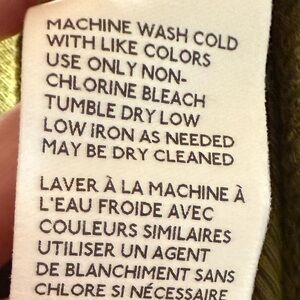 MACHINE WASH COLD
WITH LIKE COLORS
USE ONLY NON-
CHLORINE BLEACH
TUMBLE DRY LOW
LOW IRON AS NEEDED
MAY BE DRY CLEANED
LAVER À LA MACHINE À
L'EAU FROIDE AVEC
COULEURS SIMILAIRES
UTILISER UN AGENT
DE BLANCHIMENT SANS
CHLORE SI NÉCESSAIRE